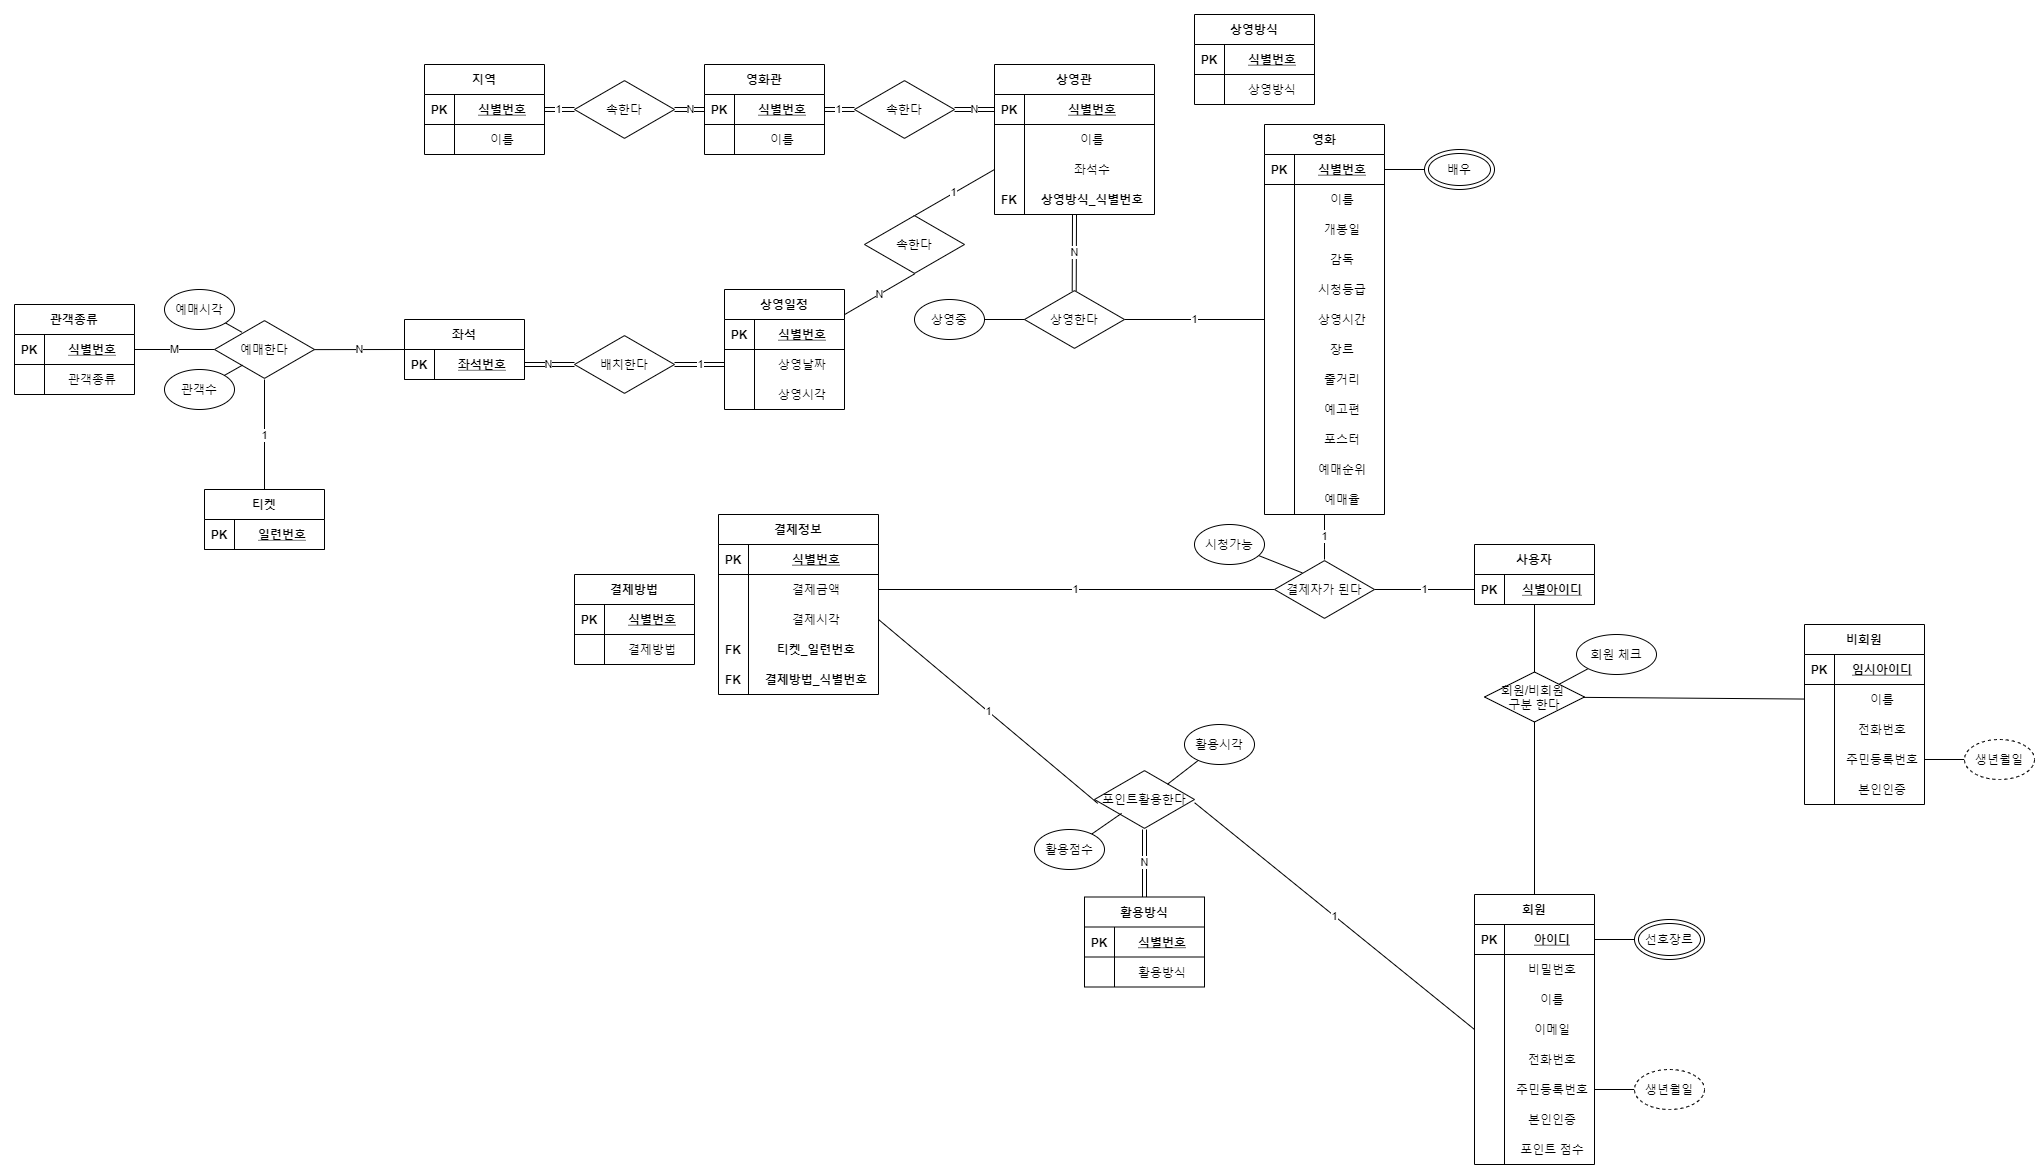 상영방식
PK 식별번호
상영방식
지역
PK 식별번호
이름
1
속한다
N
영화관
PK 식별번호
이름
1
속한다
N
상영관
PK 식별번호
이름
좌석수
FK 상영방식_식별번호
영화
PK 식별번호
이름
개봉일
감독
시청등급
상영시간
장르
줄거리
예고편
포스터
예매순위
예매율
배우
1
속한다
N
N
상영중
상영한다
1
관객종류
PK 식별번호
관객종류
예매시각
M
예매한다
관객수
N
1
좌석
PK 좌석번호
N
배치한다
1
상영일정
PK 식별번호
상영날짜
상영시각
티켓
PK 일련번호
결제방법
PK 식별번호
결제방법
결제정보
PK 식별번호
결제금액
결제시각
FK 티켓_일련번호
FK 결제방법_식별번호
1
시청가능
1
결제자가 된다
1
사용자
PK 식별아이디
회원 체크
회원/비회원
구분 한다
비회원
PK 임시아이디
이름
전화번호
주민등록번호
본인인증
생년월일
1
활용시각
포인트활용한다
활용점수
N
1
활용방식
PK 식별번호
활용방식
회원
PK 아이디
비밀번호
이름
이메일
전화번호
주민등록번호
본인인증
포인트 점수
선호장르
생년월일